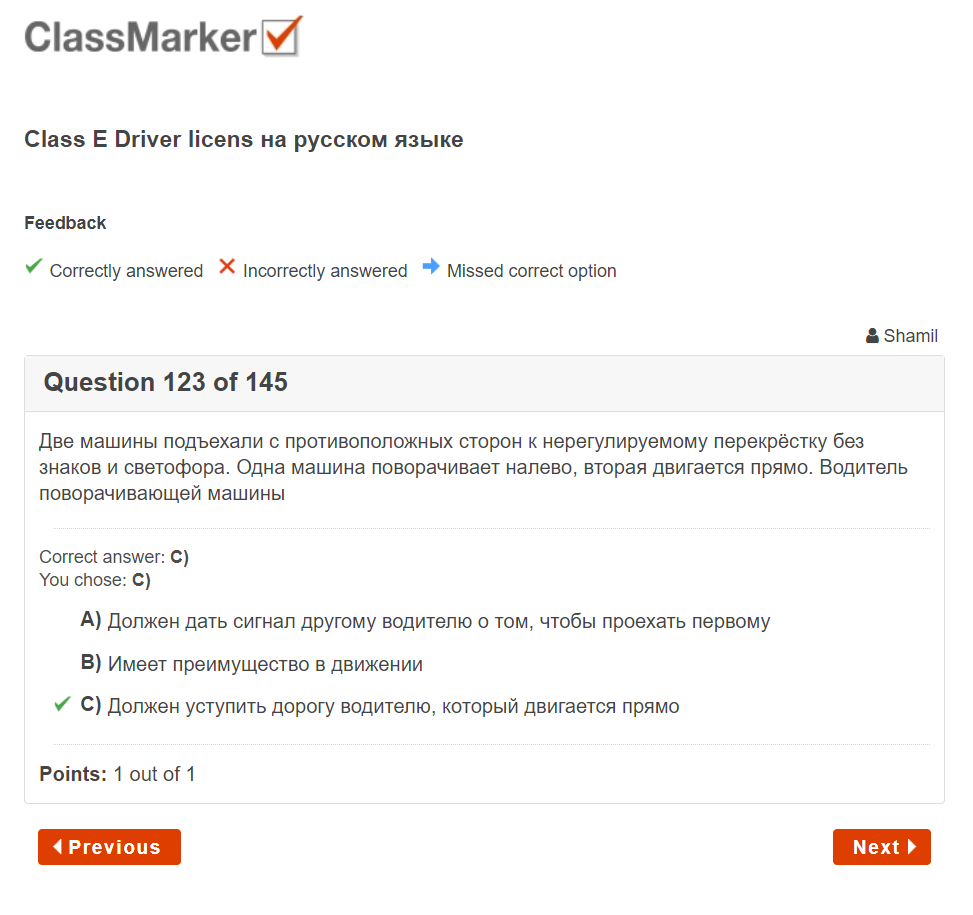 ClassMarker
Class E Driver licens на русском языке
Feedback
Correctly answered Incorrectly answered Missed correct option
Shamil
Question 123 of 145
Две машины подъехали с противоположных сторон к нерегулируемому перекрёстку без
знаков и светофора. Одна машина поворачивает налево, вторая двигается прямо. Водитель
поворачивающей машины
Correct answer: C)
You chose: C)
A) Должен дать сигнал другому водителю о том, чтобы проехать первому
B) Имеет преимущество в движении
C) Должен уступить дорогу водителю, который двигается прямо
Points: 1 out of 1
Previous Next